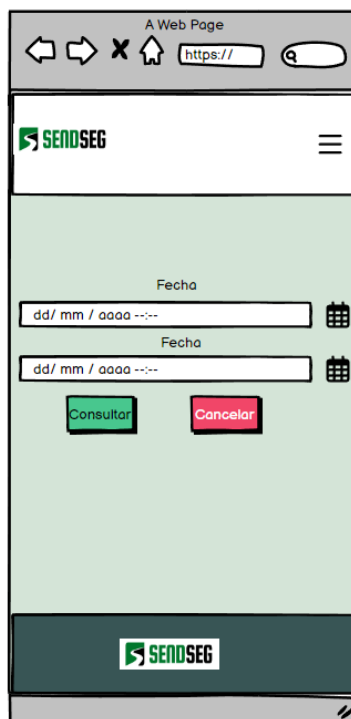 A Web Page
https://
SENDSEG
Fecha
dd/ mm / aaaa --:--
Fecha
dd/ mm / aaaa --:--
Consultar Cancelar
SENDSEG